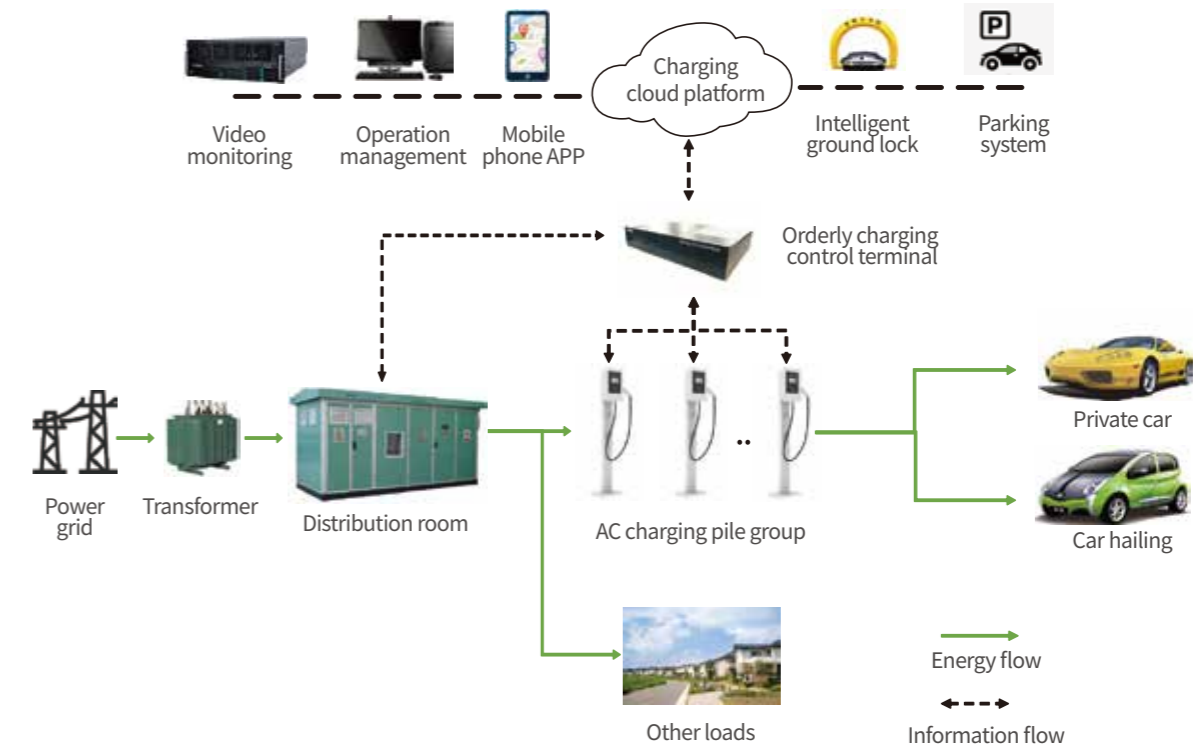 P
Charging
cloud platform
Video
monitoring
Operation
management
Mobile
phone APP
Intelligent
ground lock
Parking
system
Orderly charging
control terminal
Private car
Power
grid
Transformer
Distribution room
AC charging pile group
Car hailing
Energy flow
Other loads
Information flow